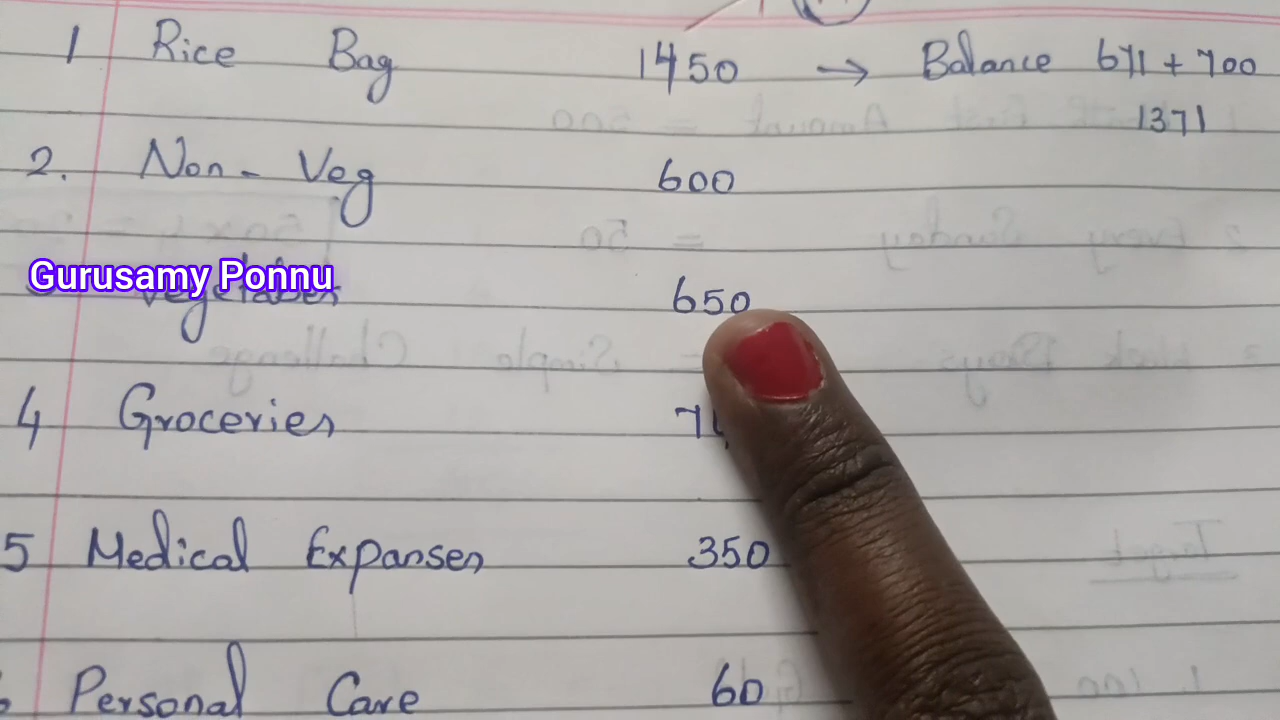 1 Rice Bag 1450 → Balance 671 + 700
1371
2. Non-Veg 600
Gurusamy Ponnu
Vegetabes 650
4 Groceries
5 Medical Expanses 350
Personal Care 60